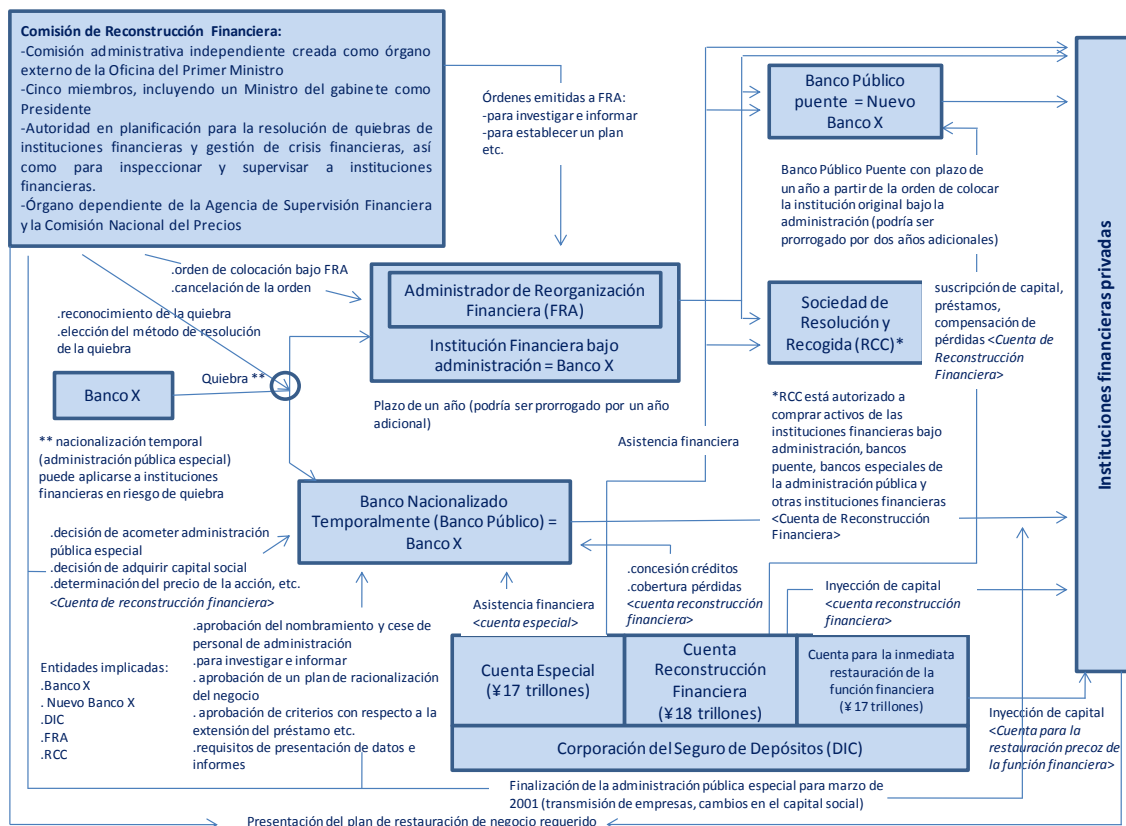 Comisión de Reconstrucción Financiera:
-Comisión administrativa independiente creada como órgano
externo de la Oficina del Primer Ministro
-Cinco miembros, incluyendo un Ministro del gabinete como
Presidente
-Autoridad en planificación para la resolución de quiebras de
instituciones financieras y gestión de crisis financieras, así
como para inspeccionar y supervisar a instituciones
financieras.
-Órgano dependiente de la Agencia de Supervisión Financiera
y la Comisión Nacional del Precios
Órdenes emitidas a FRA:
-para investigar e informar
-para establecer un plan
etc.
Banco Público
puente = Nuevo
Banco X
Banco Público Puente con plazo de
un año a partir de la orden de colocar
la institución original bajo la
administración (podría ser
prorrogado por dos años adicionales)
Instituciones financieras privadas
.orden de colocación bajo FRA
.cancelación de la orden
.reconocimiento de la quiebra
.elección del método de resolución
de la quiebra
Administrador de Reorganización
Financiera (FRA)
Institución Financiera bajo
administración = Banco X
Sociedad de
Resolución y
Recogida (RCC)*
suscripción de capital,
préstamos,
compensación de
pérdidas <Cuenta de
Reconstrucción
Financiera>
Banco X
Quiebra **
Plazo de un año (podría ser prorrogado por un año
adicional)
** nacionalización temporal
(administración pública especial)
puede aplicarse a instituciones
financieras en riesgo de quiebra
Asistencia financiera
*RCC está autorizado a
comprar activos de las
instituciones financieras bajo
administración, bancos
puente, bancos especiales de
la administración pública y
otras instituciones financieras
<Cuenta de Reconstrucción
Financiera>
Banco Nacionalizado
Temporalmente (Banco Público) =
Banco X
.decisión de acometer administración
pública especial
.decisión de adquirir capital social
.determinación del precio de la acción, etc.
<Cuenta de reconstrucción financiera>
.concesión créditos
.cobertura pérdidas
<cuenta reconstrucción
financiera>
Inyección de capital
<cuenta reconstrucción
financiera>
Asistencia financiera
<cuenta especial>
.aprobación del nombramiento y cese de
personal de administración
.para investigar e informar
. aprobación de un plan de racionalización
del negocio
. aprobación de criterios con respecto a la
extensión del préstamo etc.
.requisitos de presentación de datos e
informes
Entidades implicadas:
.Banco X
. Nuevo Banco X
.DIC
.FRA
.RCC
Cuenta Especial
(¥17 trillones)
Cuenta
Reconstrucción
Financiera
(¥18 trillones)
Cuenta para la inmediata
restauración de la
función financiera
(¥17 trillones)
Corporación del Seguro de Depósitos (DIC)
Inyección de capital
<Cuenta para la
restauración precoz de
la función financiera>
Finalización de la administración pública especial para marzo de
2001 (transmisión de empresas, cambios en el capital social)
Presentación del plan de restauración de negocio requerido